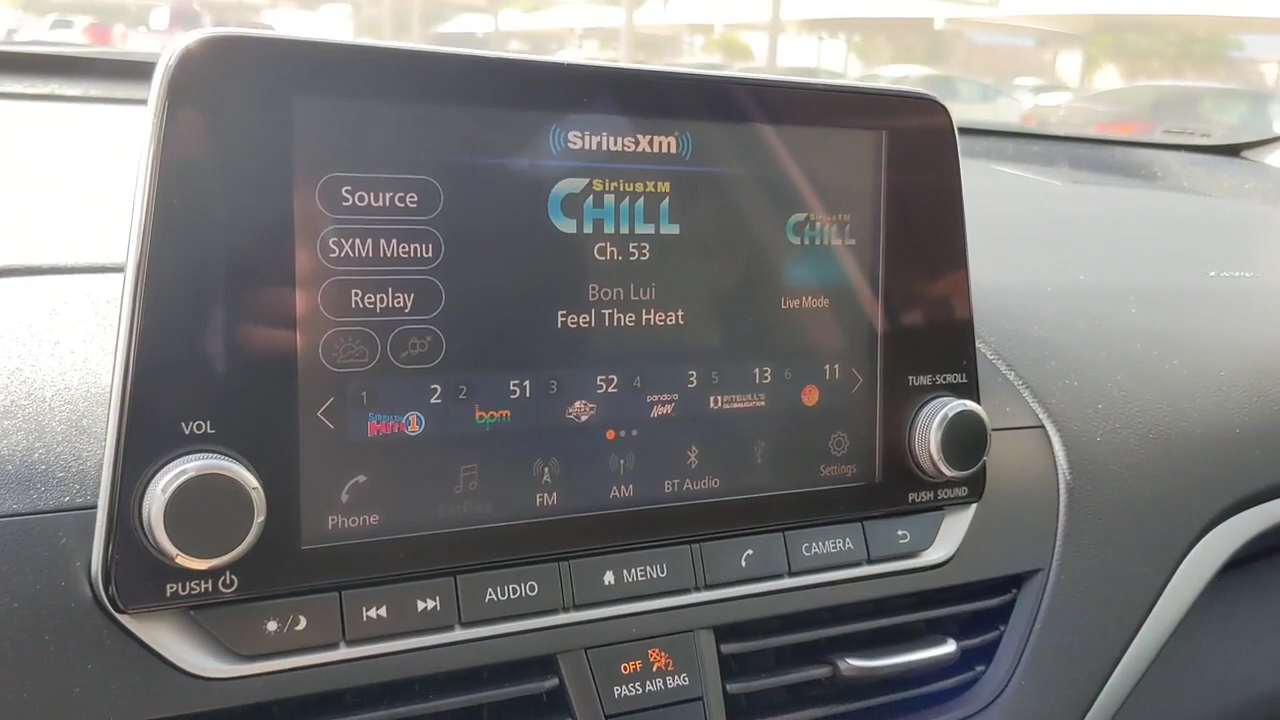 SiriusXm
Source
SXM Menu
Replay
SiriusXM
CHILL
Ch. 53
Bon Lui
Feel The Heat
SiriusXM
CHILL
Live Mode
1 2 2 51 3 52 4 3 5 13 6 11
SiriusXM
HITS 1
bpm
pandora
Now
PITBULL'S
GLOBALIZATION
Phone
CarPlay
FM
AM
BT Audio
Settings
VOL
PUSH
TUNE·SCROLL
PUSH SOUND
AUDIO
MENU
CAMERA
OFF 2
PASS AIR BAG